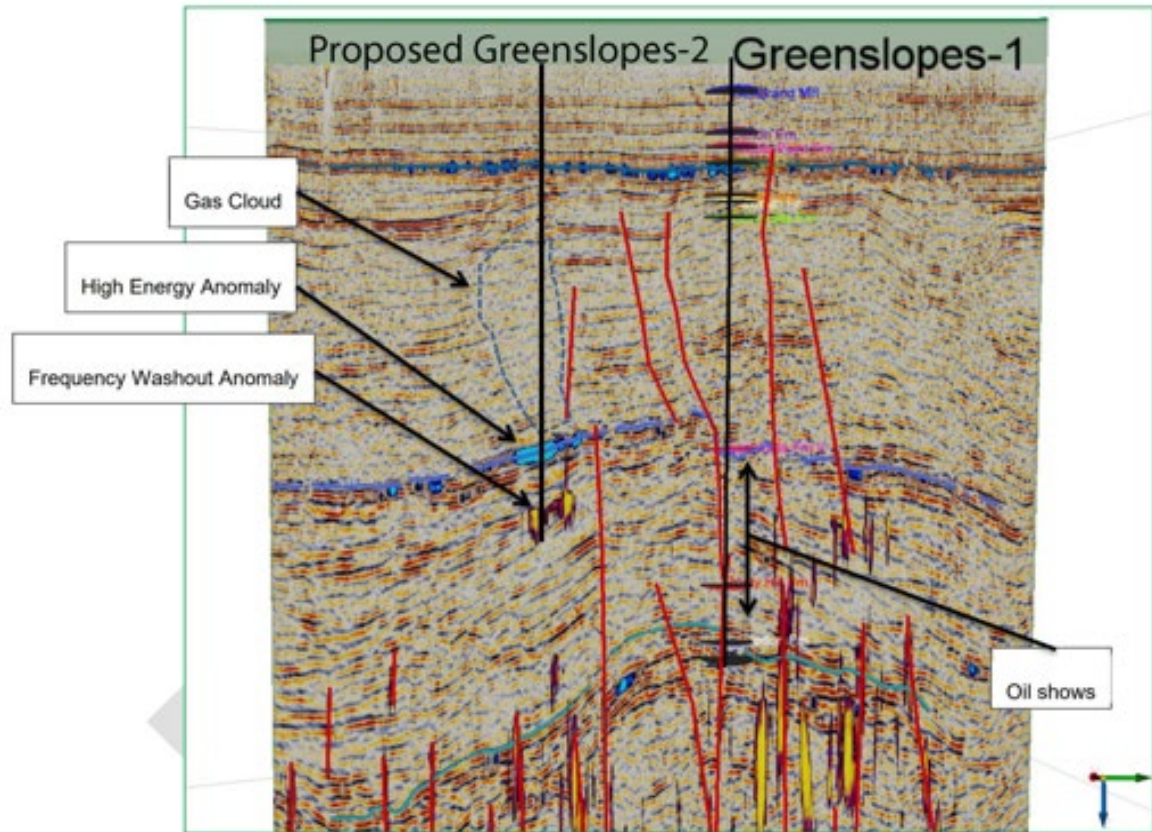 Proposed Greenslopes-2
Greenslopes-1
Gas Cloud
High Energy Anomaly
Frequency Washout Anomaly
Oil shows